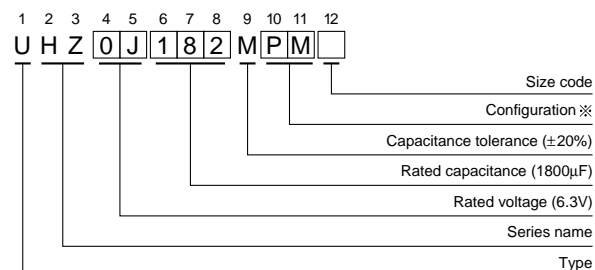 1 2 3 4 5 6 7 8 9 10 11 12
U H Z 0 J 1 8 2 M P M
Size code
Configuration ※
Capacitance tolerance (±20%)
Rated capacitance (1800µF)
Rated voltage (6.3V)
Series name
Type